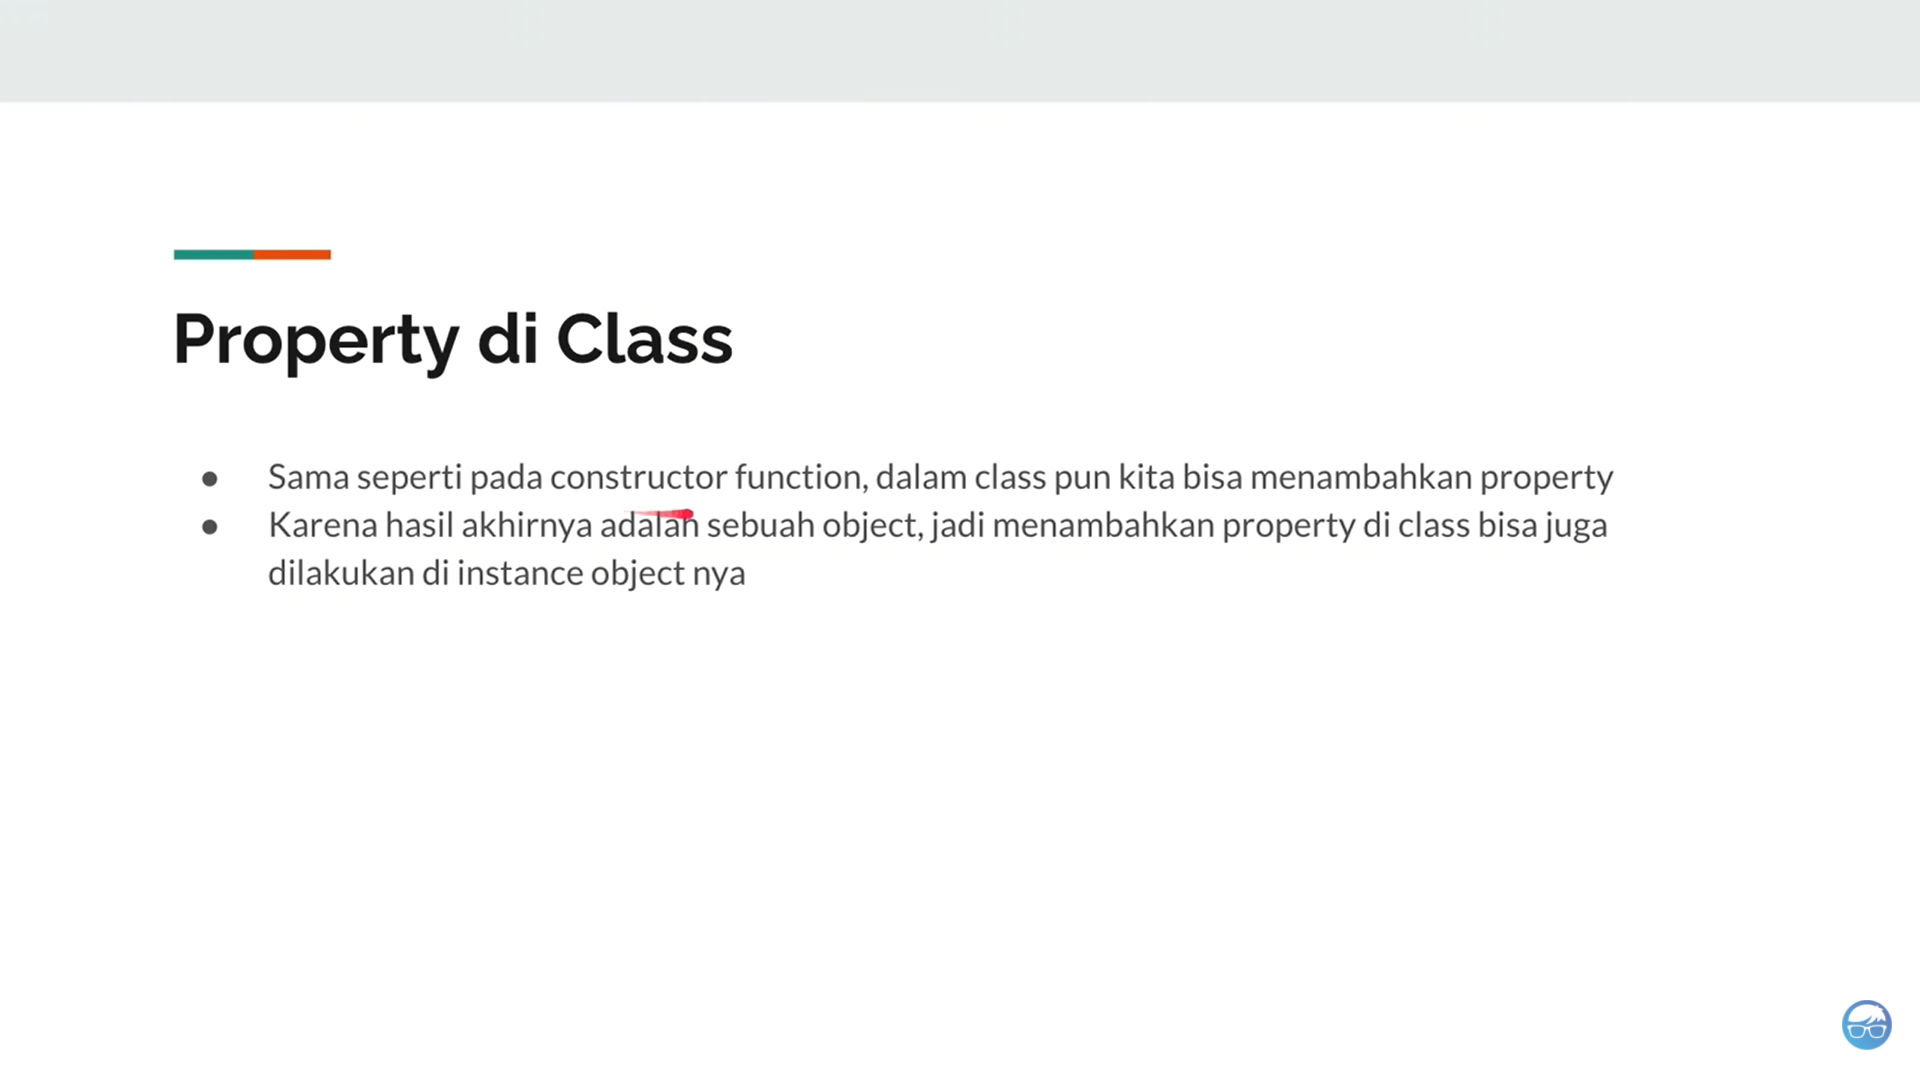 Property di Class
● Sama seperti pada constructor function, dalam class pun kita bisa menambahkan property
● Karena hasil akhirnya adalah sebuah object, jadi menambahkan property di class bisa juga
dilakukan di instance object nya